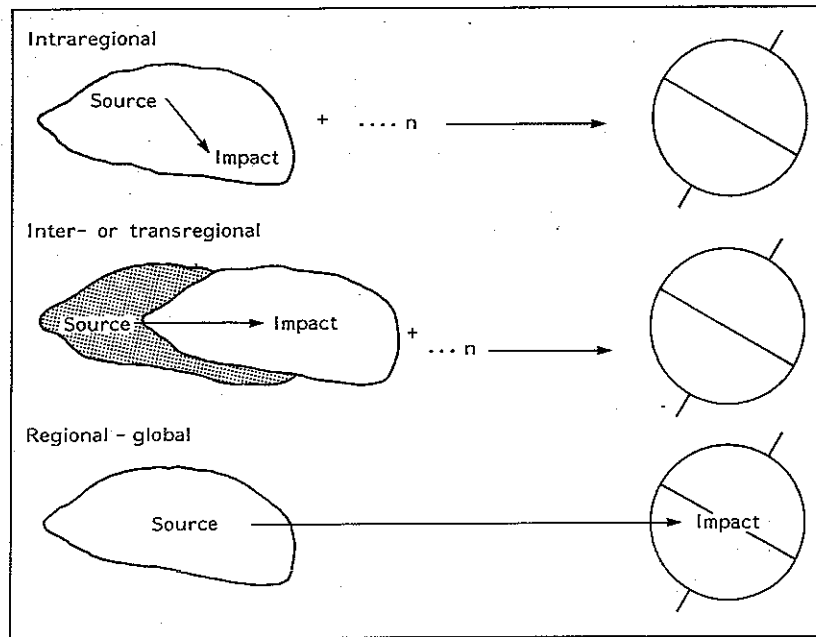 Intraregional
Source
Impact
+ .... n
Inter- or transregional
Source
Impact
+ ... n
Regional - global
Source
Impact